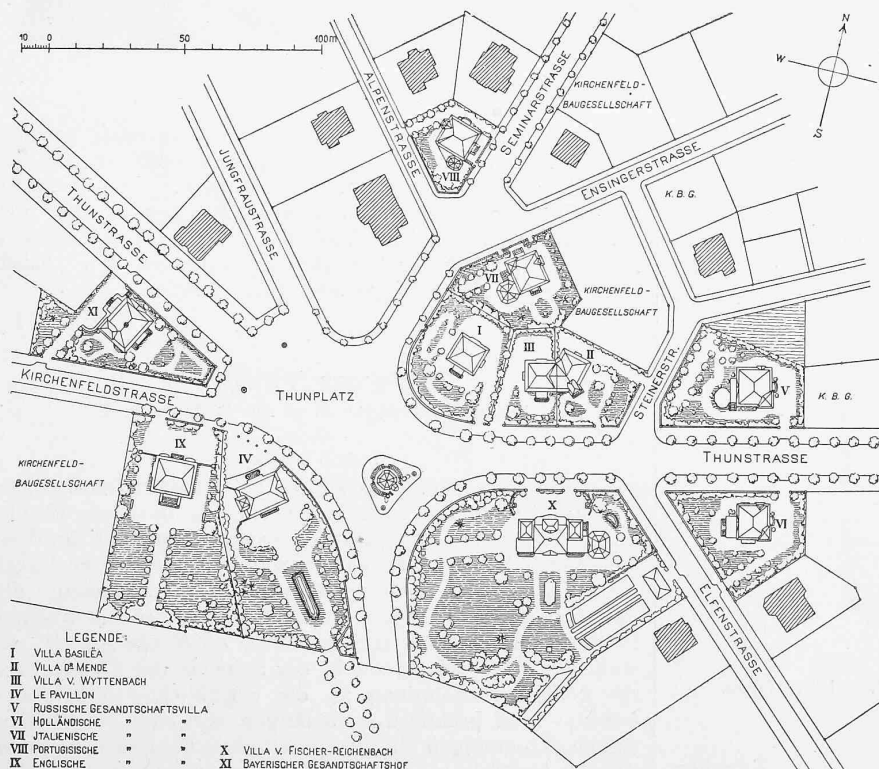 10 0 50 100m
N
W
S
ALPENSTRASSE
SEMINARSTRASSE
KIRCHENFELD-
BAUGESELLSCHAFT
JUNGFRAUSTRASSE
THUNSTRASSE
VIII
ENSINGERSTRASSE
K.B.G.
VII
KIRCHENFELD-
BAUGESELLSCHAFT
XI
I
III
II
STEINERSTR.
V
K.B.G.
KIRCHENFELDSTRASSE
THUNPLATZ
THUNSTRASSE
IX
IV
KIRCHENFELD-
BAUGESELLSCHAFT
X
VI
ELFENSTRASSE
LEGENDE:
I VILLA BASILËA
II VILLA DR MENDE
III VILLA V. WYTTENBACH
IV LE PAVILLON
V RUSSISCHE GESANDTSCHAFTSVILLA
VI HOLLÄNDISCHE " "
VII JTALIENISCHE " "
VIII PORTUGISISCHE " "
IX ENGLISCHE " "
X VILLA V. FISCHER-REICHENBACH
XI BAYERISCHER GESANDTSCHAFTSHOF